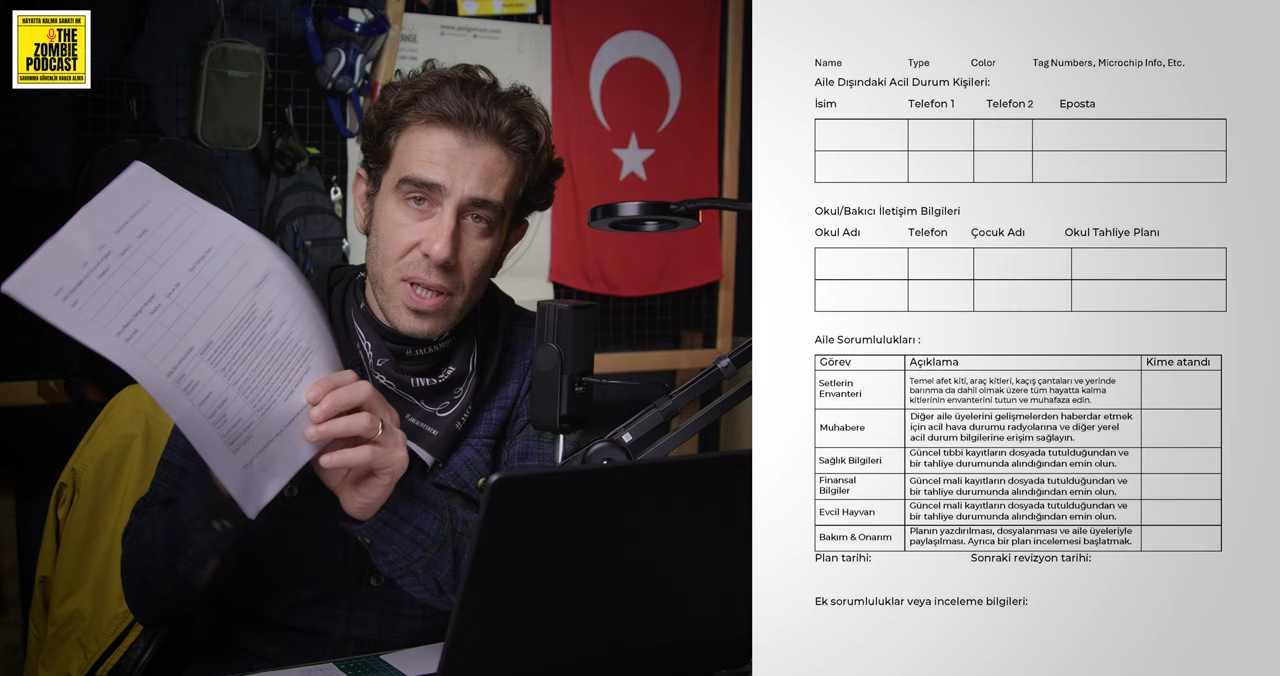 HAYATTA KALMA SANATI HK
THE
ZOMBIE
PODCAST
SAVUNMA GÜVENLİK HABER ALMA
#JACKNMO
LIVES HERE
Name Type Color Tag Numbers, Microchip Info, Etc.
Aile Dışındaki Acil Durum Kişileri:
İsim Telefon 1 Telefon 2 Eposta
Okul/Bakıcı İletişim Bilgileri
Okul Adı Telefon Çocuk Adı Okul Tahliye Planı
Aile Sorumlulukları :
Görev Açıklama Kime atandı
Setlerin Envanteri
Temel afet kiti, araç kitleri, kaçış çantaları ve yerinde
barınma da dahil olmak üzere tüm hayatta kalma
kitlerinin envanterini tutun ve muhafaza edin.
Muhabere
Diğer aile üyelerini gelişmelerden haberdar etmek
için acil hava durumu radyolarına ve diğer yerel
acil durum bilgilerine erişim sağlayın.
Sağlık Bilgileri
Güncel tıbbi kayıtların dosyada tutulduğundan ve
bir tahliye durumunda alındığından emin olun.
Finansal
Bilgiler
Güncel mali kayıtların dosyada tutulduğundan ve
bir tahliye durumunda alındığından emin olun.
Evcil Hayvan
Güncel mali kayıtların dosyada tutulduğundan ve
bir tahliye durumunda alındığından emin olun.
Bakım & Onarım
Planın yazdırılması, dosyalanması ve aile üyeleriyle
paylaşılması. Ayrıca bir plan incelemesi başlatmak.
Plan tarihi: Sonraki revizyon tarihi:
Ek sorumluluklar veya inceleme bilgileri: